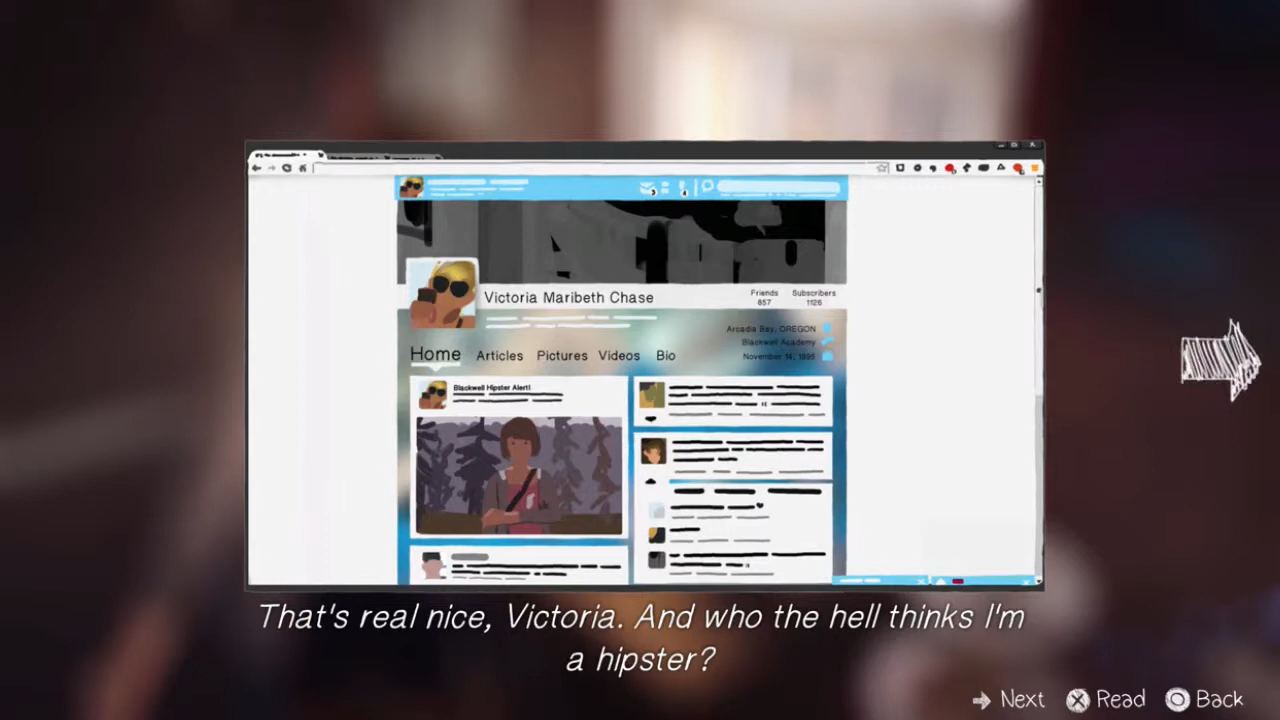 Victoria Maribeth Chase
Friends
857
Subscribers
1126
Arcadia Bay, OREGON
Blackwell Academy
November 14, 1995
Home Articles Pictures Videos Bio
Blackwell Hipster Alert!
That's real nice, Victoria. And who the hell thinks I'm
a hipster?
Next Read Back